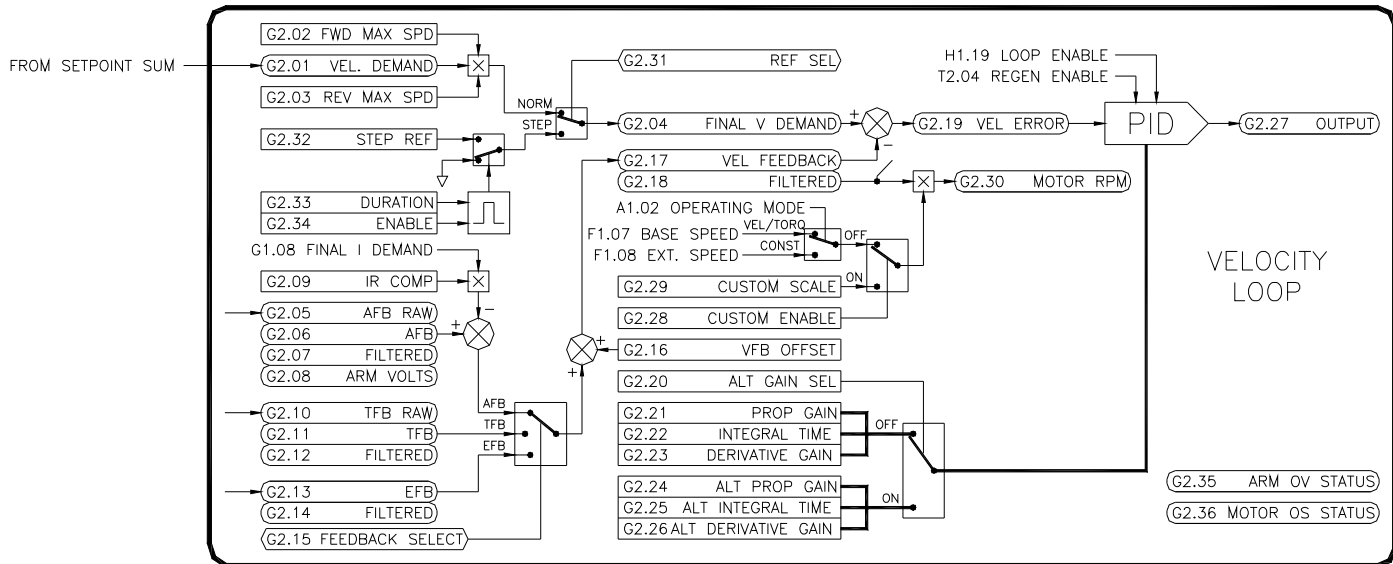 FROM SETPOINT SUM
G2.02 FWD MAX SPD
G2.01 VEL. DEMAND
G2.03 REV MAX SPD
G2.32 STEP REF
G2.33 DURATION
G2.34 ENABLE
G1.08 FINAL I DEMAND
G2.09 IR COMP
G2.05 AFB RAW
G2.06 AFB
G2.07 FILTERED
G2.08 ARM VOLTS
G2.10 TFB RAW
G2.11 TFB
G2.12 FILTERED
G2.13 EFB
G2.14 FILTERED
G2.15 FEEDBACK SELECT
×
NORM
STEP
×
−
+
AFB
TFB
EFB
+
+
G2.31 REF SEL
G2.04 FINAL V DEMAND
G2.17 VEL FEEDBACK
G2.18 FILTERED
A1.02 OPERATING MODE
F1.07 BASE SPEED
VEL/TORQ
F1.08 EXT. SPEED
CONST
OFF
ON
G2.29 CUSTOM SCALE
G2.28 CUSTOM ENABLE
G2.16 VFB OFFSET
G2.20 ALT GAIN SEL
G2.21 PROP GAIN
G2.22 INTEGRAL TIME
G2.23 DERIVATIVE GAIN
OFF
G2.24 ALT PROP GAIN
G2.25 ALT INTEGRAL TIME
G2.26 ALT DERIVATIVE GAIN
ON
+
−
G2.19 VEL ERROR
×
G2.30 MOTOR RPM
H1.19 LOOP ENABLE
T2.04 REGEN ENABLE
PID
G2.27 OUTPUT
VELOCITY
LOOP
G2.35 ARM OV STATUS
G2.36 MOTOR OS STATUS